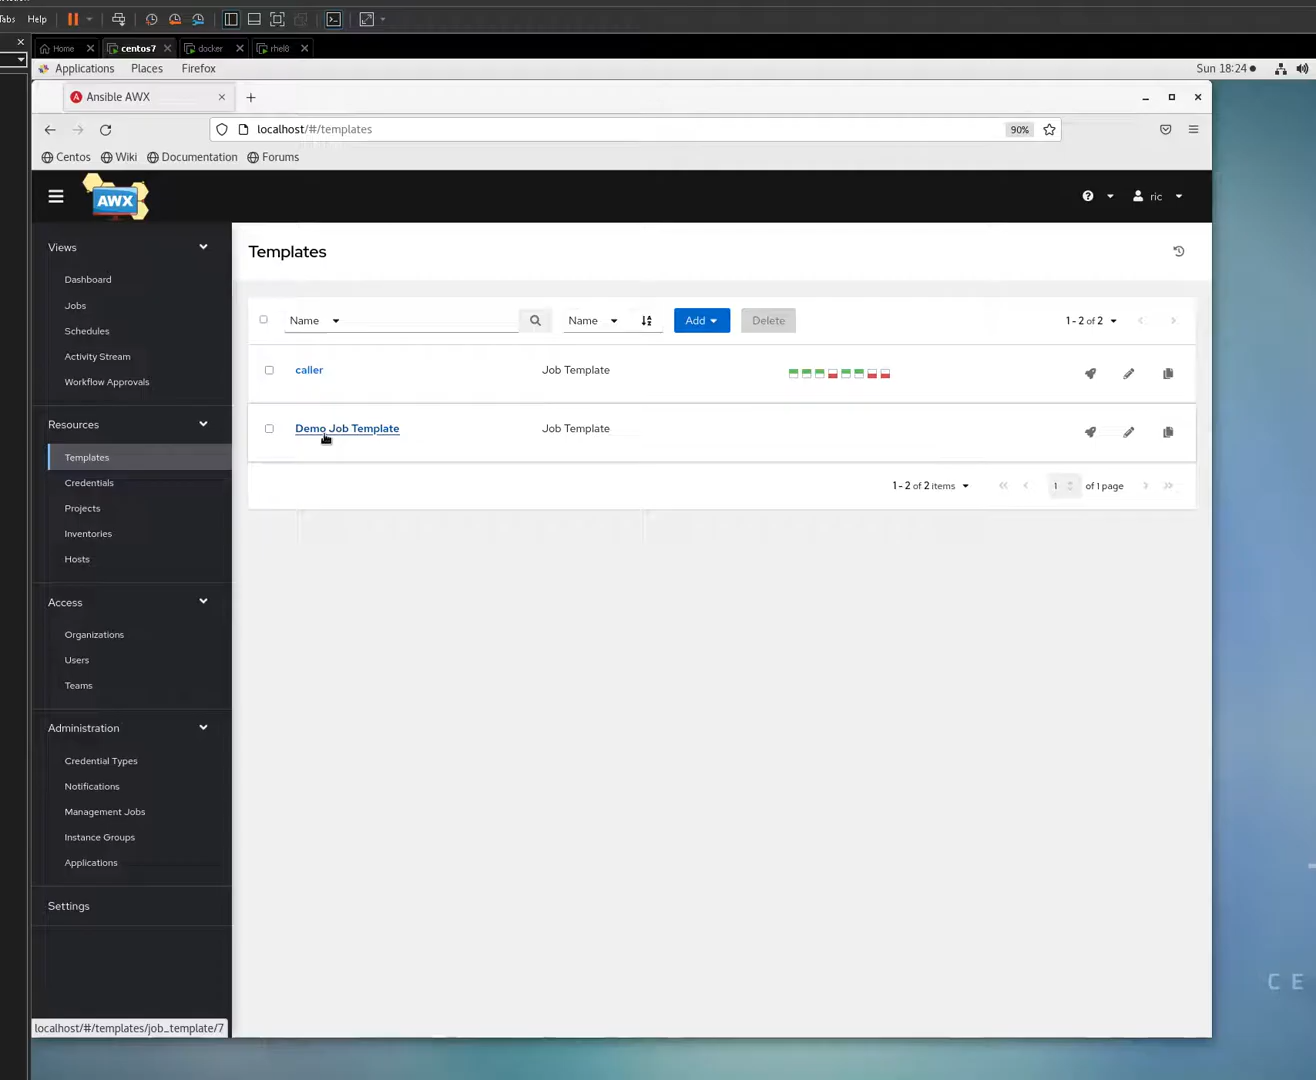 Tabs Help
Home centos7 docker rhel8
Applications Places Firefox Sun 18:24
Ansible AWX
localhost/#/templates 90%
Centos Wiki Documentation Forums
AWX ric
Views
Dashboard
Jobs
Schedules
Activity Stream
Workflow Approvals
Resources
Templates
Credentials
Projects
Inventories
Hosts
Access
Organizations
Users
Teams
Administration
Credential Types
Notifications
Management Jobs
Instance Groups
Applications
Settings
localhost/#/templates/job_template/7
Templates
Name Name Add Delete 1 - 2 of 2
caller Job Template
Demo Job Template Job Template
1 - 2 of 2 items 1 of 1 page
C E